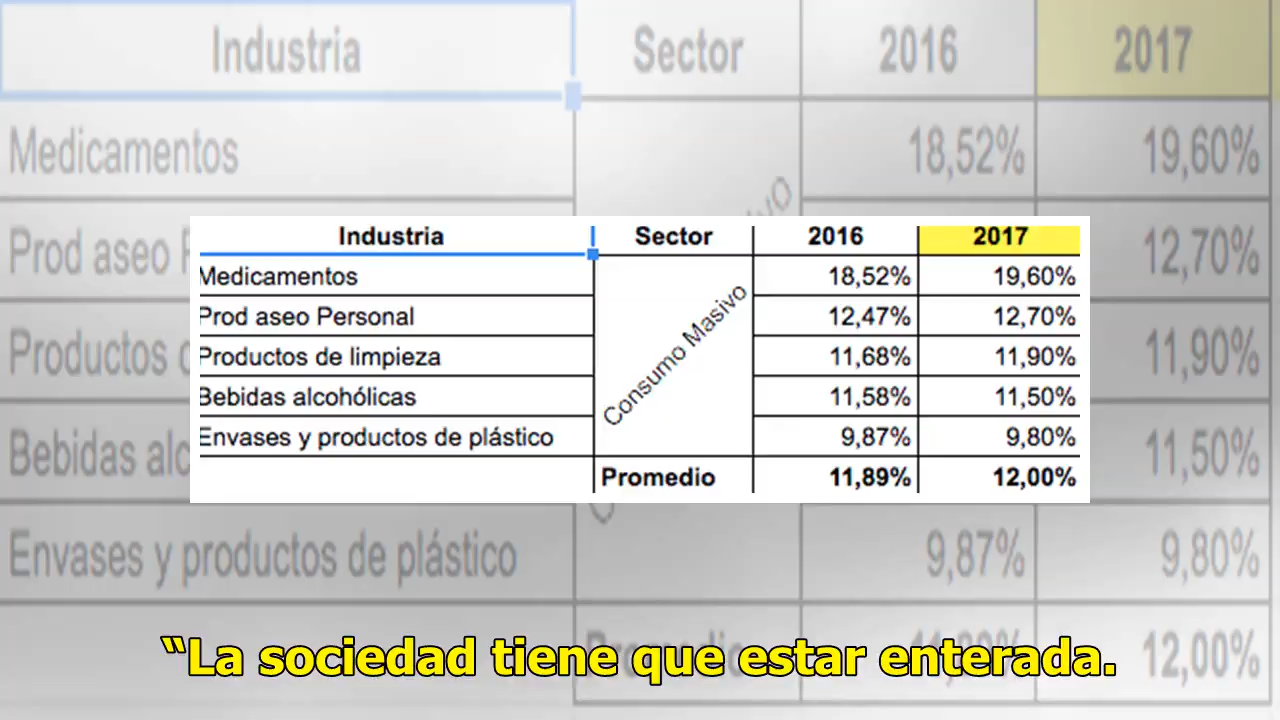 Industria Sector 2016 2017
Medicamentos 18,52% 19,60%
Prod aseo Personal 12,47% 12,70%
Productos de limpieza 11,68% 11,90%
Bebidas alcohólicas 11,58% 11,50%
Envases y productos de plástico 9,87% 9,80%
Consumo Masivo
Promedio 11,89% 12,00%
“La sociedad tiene que estar enterada.